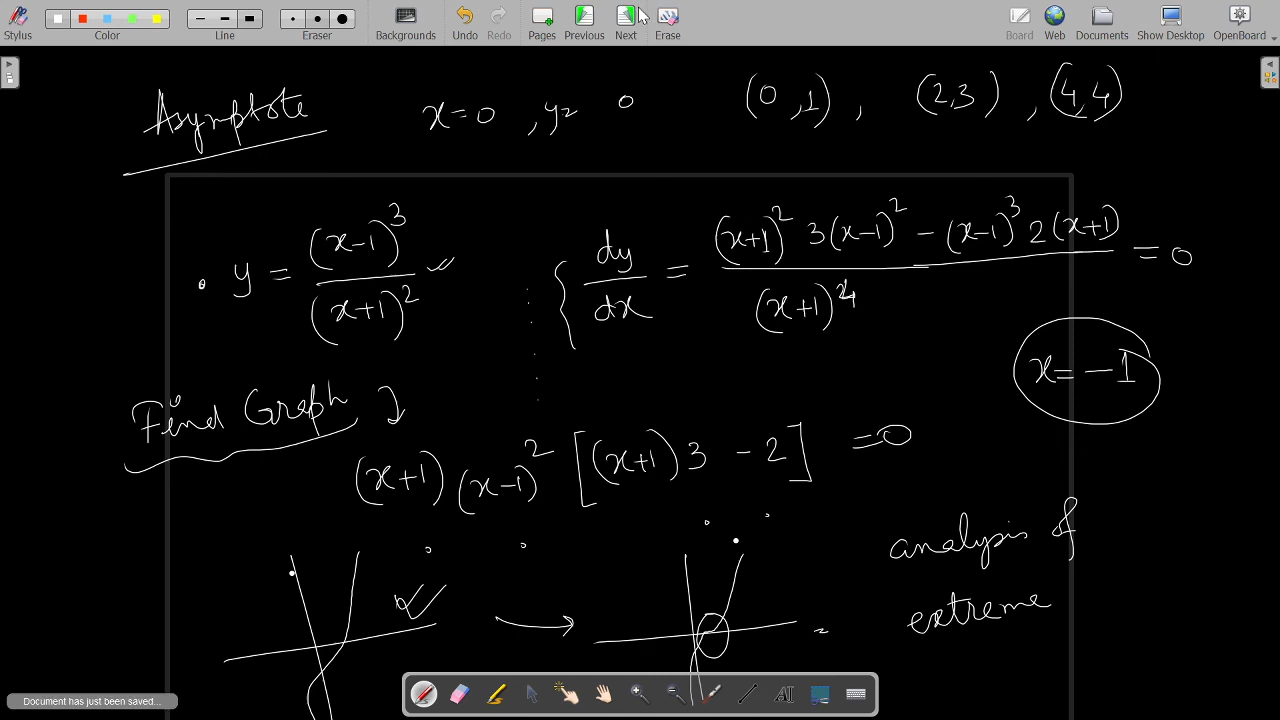 Stylus Color Line Eraser Backgrounds Undo Redo Pages Previous Next Erase Board Web Documents Show Desktop OpenBoard
Asymptote x=0 , y= 0 (0,1) , (2,3) , (4,4)
y = (x-1)^3 / (x+1)^2
dy/dx = ((x+1)^2 3(x-1)^2 - (x-1)^3 2(x+1)) / (x+1)^4 = 0
x = -1
Find Graph
(x+1)(x-1)^2 [(x+1)3 - 2] = 0
analysis of
extreme
Document has just been saved...